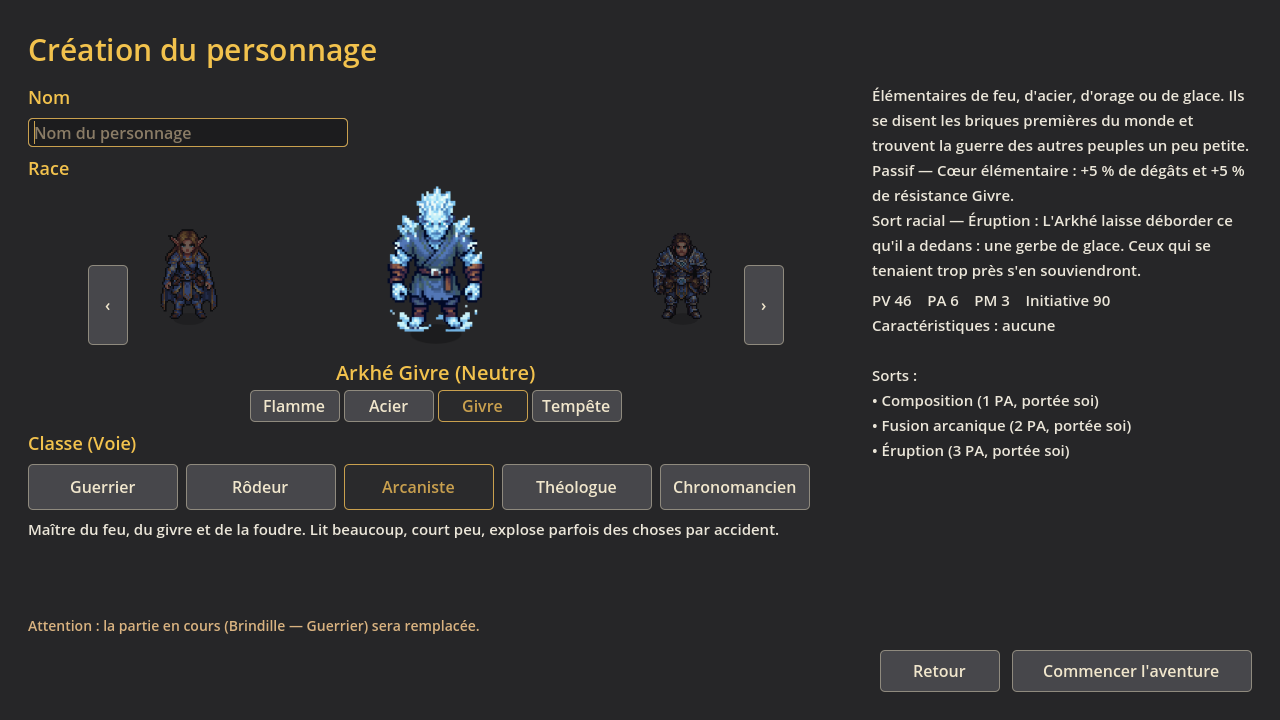 Création du personnage
Nom
Nom du personnage
Race
‹
›
Arkhé Givre (Neutre)
Flamme
Acier
Givre
Tempête
Classe (Voie)
Guerrier
Rôdeur
Arcaniste
Théologue
Chronomancien
Maître du feu, du givre et de la foudre. Lit beaucoup, court peu, explose parfois des choses par accident.
Attention : la partie en cours (Brindille — Guerrier) sera remplacée.
Élémentaires de feu, d'acier, d'orage ou de glace. Ils
se disent les briques premières du monde et
trouvent la guerre des autres peuples un peu petite.
Passif — Cœur élémentaire : +5 % de dégâts et +5 %
de résistance Givre.
Sort racial — Éruption : L'Arkhé laisse déborder ce
qu'il a dedans : une gerbe de glace. Ceux qui se
tenaient trop près s'en souviendront.
PV 46 PA 6 PM 3 Initiative 90
Caractéristiques : aucune
Sorts :
• Composition (1 PA, portée soi)
• Fusion arcanique (2 PA, portée soi)
• Éruption (3 PA, portée soi)
Retour
Commencer l'aventure